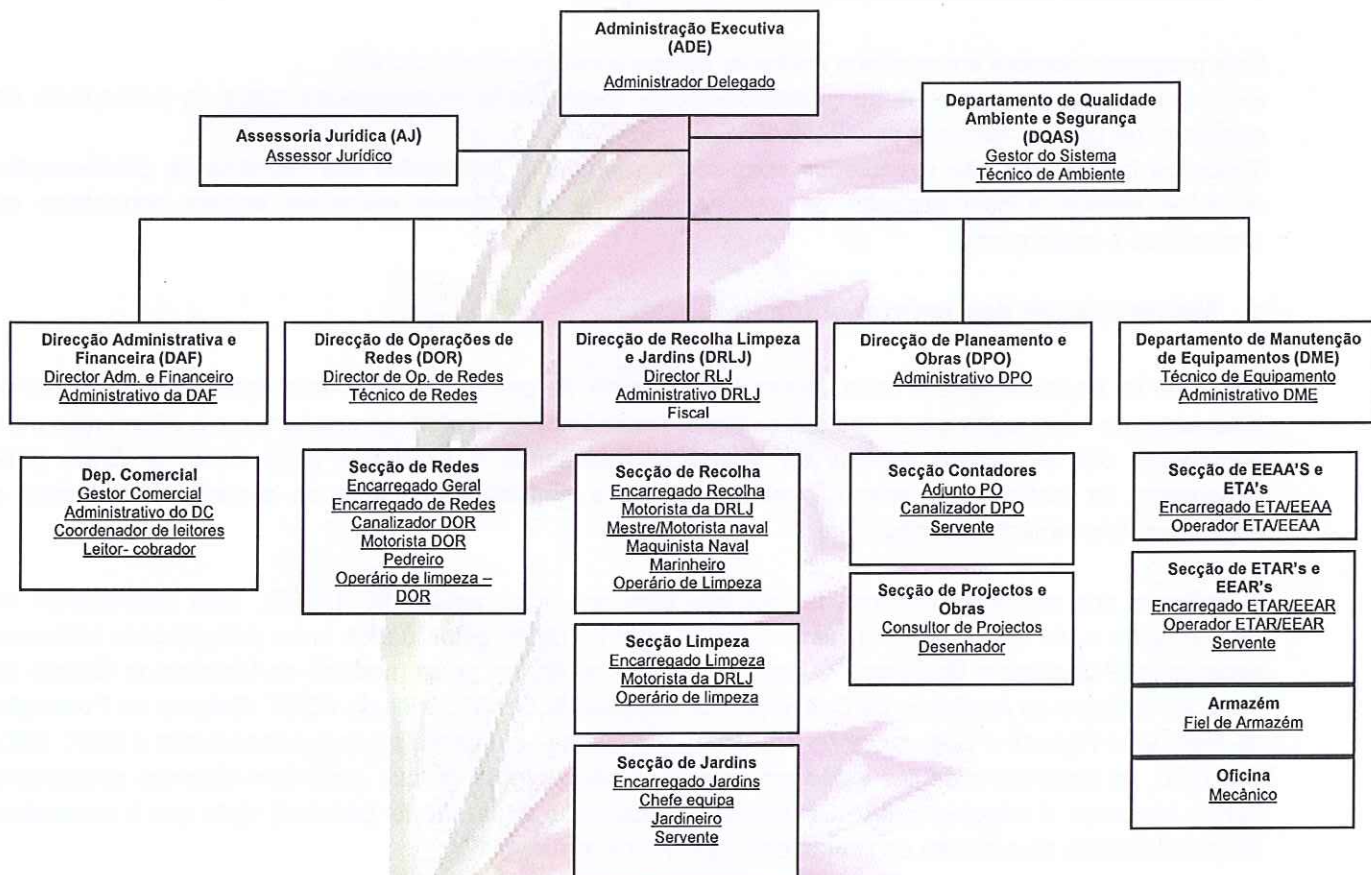 Administração Executiva
(ADE)
Administrador Delegado
Assessoria Jurídica (AJ)
Assessor Jurídico
Departamento de Qualidade
Ambiente e Segurança
(DQAS)
Gestor do Sistema
Técnico de Ambiente
Direcção Administrativa e
Financeira (DAF)
Director Adm. e Financeiro
Administrativo da DAF
Direcção de Operações de
Redes (DOR)
Director de Op. de Redes
Técnico de Redes
Direcção de Recolha Limpeza
e Jardins (DRLJ)
Director RLJ
Administrativo DRLJ
Fiscal
Direcção de Planeamento e
Obras (DPO)
Administrativo DPO
Departamento de Manutenção
de Equipamentos (DME)
Técnico de Equipamento
Administrativo DME
Dep. Comercial
Gestor Comercial
Administrativo do DC
Coordenador de leitores
Leitor- cobrador
Secção de Redes
Encarregado Geral
Encarregado de Redes
Canalizador DOR
Motorista DOR
Pedreiro
Operário de limpeza –
DOR
Secção de Recolha
Encarregado Recolha
Motorista da DRLJ
Mestre/Motorista naval
Maquinista Naval
Marinheiro
Operário de Limpeza
Secção Limpeza
Encarregado Limpeza
Motorista da DRLJ
Operário de limpeza
Secção de Jardins
Encarregado Jardins
Chefe equipa
Jardineiro
Servente
Secção Contadores
Adjunto PO
Canalizador DPO
Servente
Secção de Projectos e
Obras
Consultor de Projectos
Desenhador
Secção de EEAA'S e
ETA's
Encarregado ETA/EEAA
Operador ETA/EEAA
Secção de ETAR's e
EEAR's
Encarregado ETAR/EEAR
Operador ETAR/EEAR
Servente
Armazém
Fiel de Armazém
Oficina
Mecânico